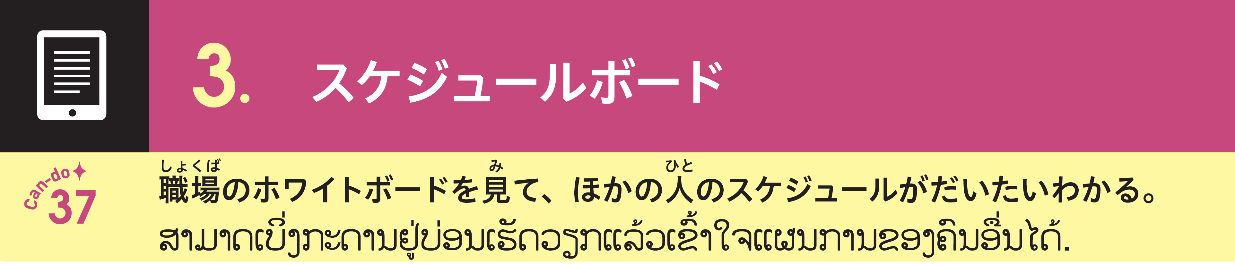 3. スケジュールボード
Can-do 37
しょくば み ひと
職場のホワイトボードを見て、ほかの人のスケジュールがだいたいわかる。
ສາມາດເບິ່ງກະດານຢູ່ບ່ອນເຮັດວຽກແລ້ວເຂົ້າໃຈແຜນການຂອງຄົນອື່ນໄດ້.